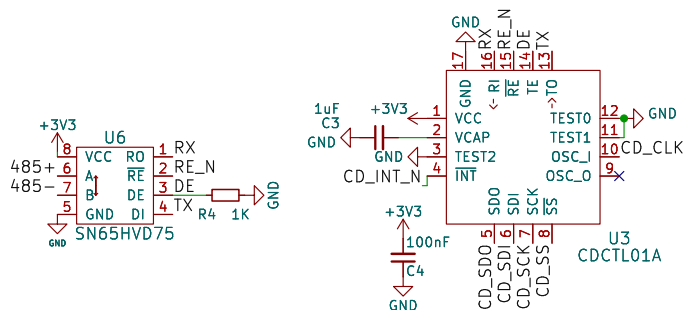 +3V3
U6
8
VCC
RO
1
RX
485+
6
A
RE
2
RE_N
485-
7
B
DE
3
DE
5
GND
DI
4
TX
GND
SN65HVD75
R4
1K
GND
GND
17
16
15
14
13
RX
RE_N
DE
TX
GND
RI
RE
TE
TO
1uF
C3
GND
+3V3
1
VCC
2
VCAP
GND
3
TEST2
CD_INT_N
4
INT
TEST0
12
GND
TEST1
11
OSC_I
10
CD_CLK
OSC_O
9
SDO
SDI
SCK
SS
5
6
7
8
CD_SDO
CD_SDI
CD_SCK
CD_SS
U3
CDCTL01A
+3V3
100nF
C4
GND